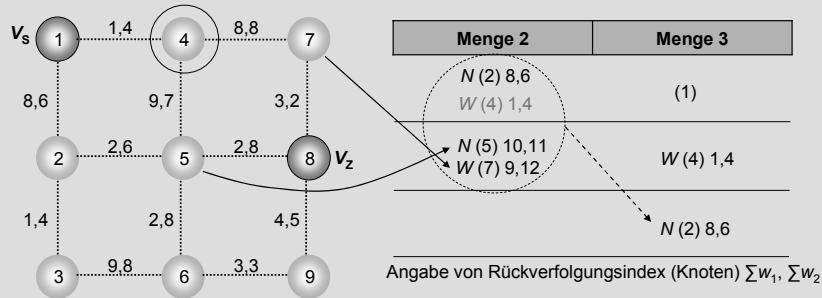 V_S 1 1,4 4 8,8 7
8,6 9,7 3,2
2 2,6 5 2,8 8 V_Z
1,4 2,8 4,5
3 9,8 6 3,3 9
Menge 2 Menge 3
N (2) 8,6
W (4) 1,4
(1)
N (5) 10,11
W (7) 9,12
W (4) 1,4
N (2) 8,6
Angabe von Rückverfolgungsindex (Knoten) ∑w₁, ∑w₂